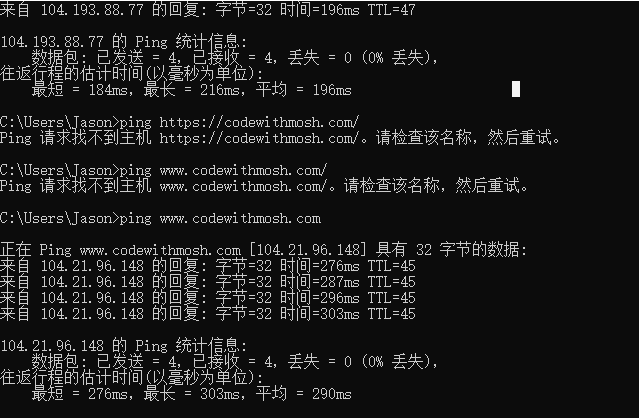 来自 104.193.88.77 的回复: 字节=32 时间=196ms TTL=47
104.193.88.77 的 Ping 统计信息:
数据包: 已发送 = 4, 已接收 = 4, 丢失 = 0 (0% 丢失),
往返行程的估计时间(以毫秒为单位):
最短 = 184ms, 最长 = 216ms, 平均 = 196ms
C:\Users\Jason>ping https://codewithmosh.com/
Ping 请求找不到主机 https://codewithmosh.com/。请检查该名称，然后重试。
C:\Users\Jason>ping www.codewithmosh.com/
Ping 请求找不到主机 www.codewithmosh.com/。请检查该名称，然后重试。
C:\Users\Jason>ping www.codewithmosh.com
正在 Ping www.codewithmosh.com [104.21.96.148] 具有 32 字节的数据:
来自 104.21.96.148 的回复: 字节=32 时间=276ms TTL=45
来自 104.21.96.148 的回复: 字节=32 时间=287ms TTL=45
来自 104.21.96.148 的回复: 字节=32 时间=296ms TTL=45
来自 104.21.96.148 的回复: 字节=32 时间=303ms TTL=45
104.21.96.148 的 Ping 统计信息:
数据包: 已发送 = 4, 已接收 = 4, 丢失 = 0 (0% 丢失),
往返行程的估计时间(以毫秒为单位):
最短 = 276ms, 最长 = 303ms, 平均 = 290ms